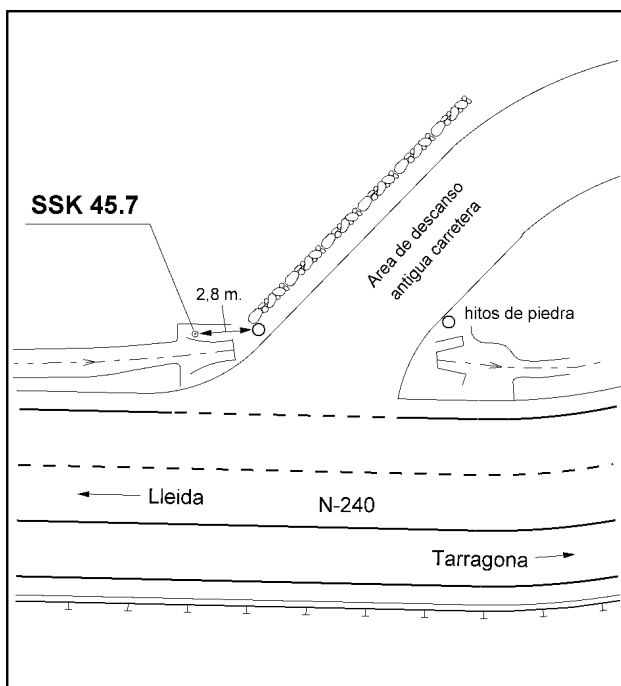 SSK 45.7
2,8 m.
Area de descanso
antigua carretera
hitos de piedra
Lleida
N-240
Tarragona